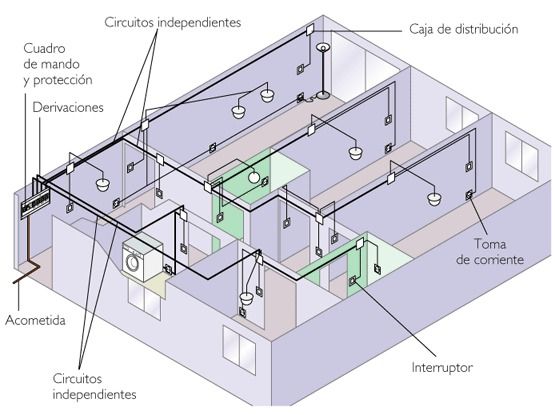 Circuitos independientes
Caja de distribución
Cuadro
de mando
y protección
Derivaciones
Toma
de corriente
Acometida
Interruptor
Circuitos
independientes